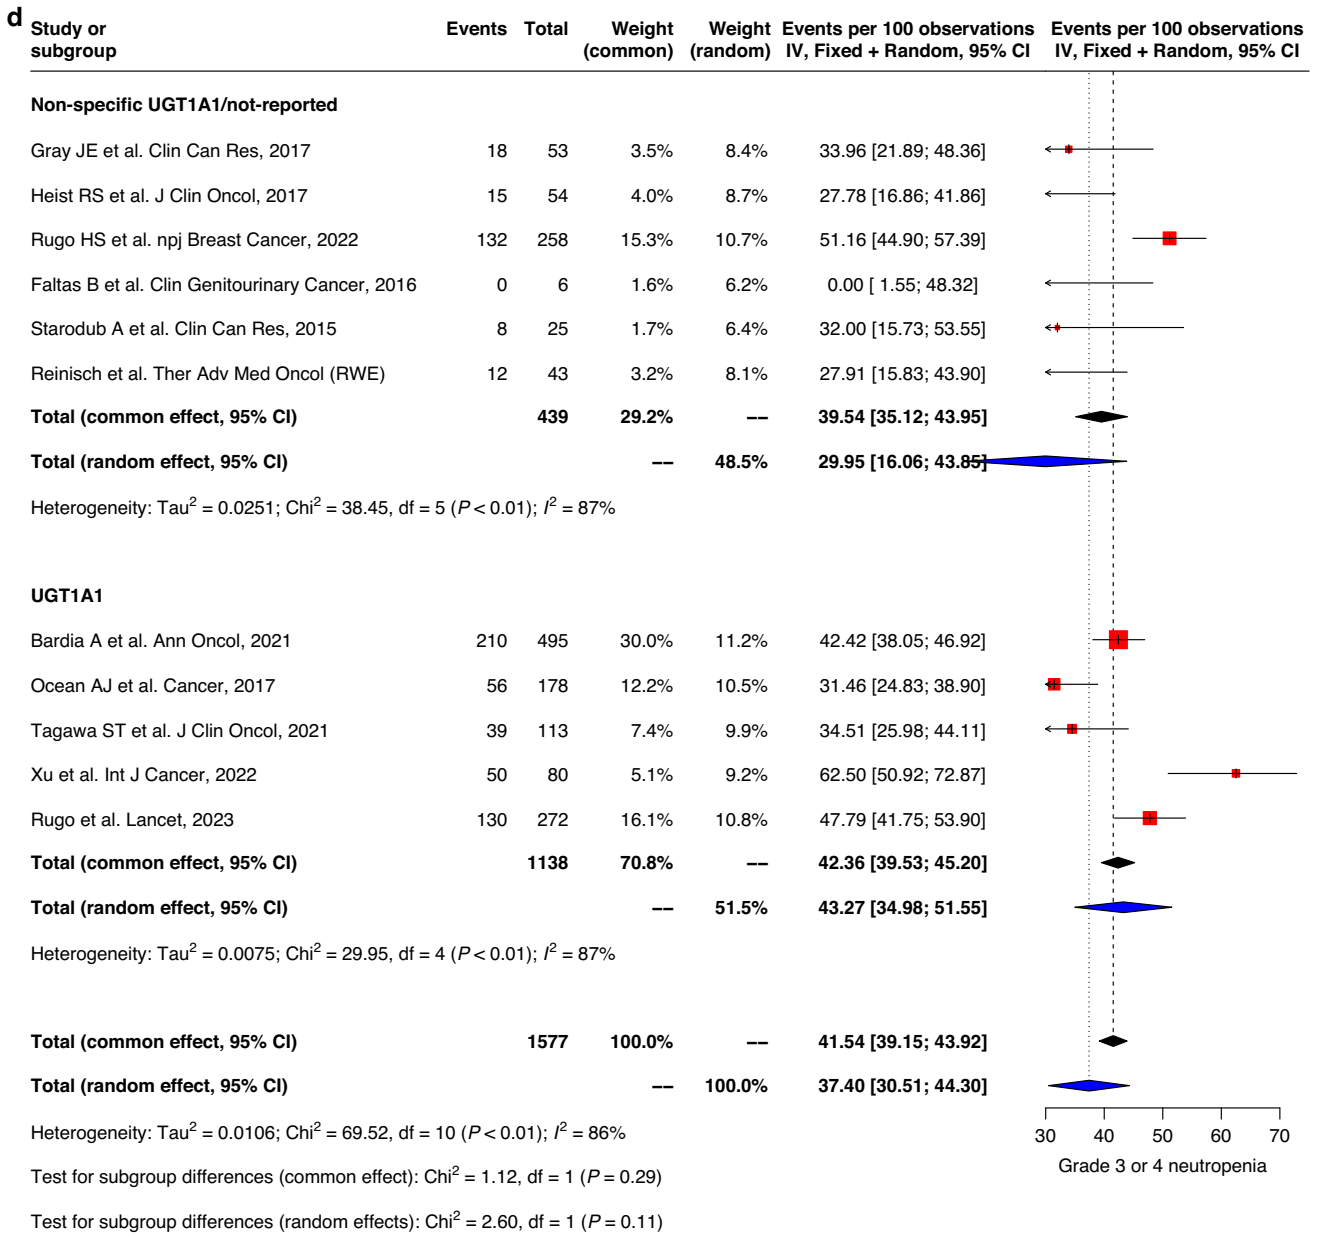 d
Study or subgroup Events Total Weight (common) Weight (random) Events per 100 observations IV, Fixed + Random, 95% CI Events per 100 observations IV, Fixed + Random, 95% CI
Non-specific UGT1A1/not-reported
Gray JE et al. Clin Can Res, 2017 18 53 3.5% 8.4% 33.96 [21.89; 48.36]
Heist RS et al. J Clin Oncol, 2017 15 54 4.0% 8.7% 27.78 [16.86; 41.86]
Rugo HS et al. npj Breast Cancer, 2022 132 258 15.3% 10.7% 51.16 [44.90; 57.39]
Faltas B et al. Clin Genitourinary Cancer, 2016 0 6 1.6% 6.2% 0.00 [ 1.55; 48.32]
Starodub A et al. Clin Can Res, 2015 8 25 1.7% 6.4% 32.00 [15.73; 53.55]
Reinisch et al. Ther Adv Med Oncol (RWE) 12 43 3.2% 8.1% 27.91 [15.83; 43.90]
Total (common effect, 95% CI) 439 29.2% −− 39.54 [35.12; 43.95]
Total (random effect, 95% CI) −− 48.5% 29.95 [16.06; 43.85]
Heterogeneity: Tau² = 0.0251; Chi² = 38.45, df = 5 (P < 0.01); I² = 87%
UGT1A1
Bardia A et al. Ann Oncol, 2021 210 495 30.0% 11.2% 42.42 [38.05; 46.92]
Ocean AJ et al. Cancer, 2017 56 178 12.2% 10.5% 31.46 [24.83; 38.90]
Tagawa ST et al. J Clin Oncol, 2021 39 113 7.4% 9.9% 34.51 [25.98; 44.11]
Xu et al. Int J Cancer, 2022 50 80 5.1% 9.2% 62.50 [50.92; 72.87]
Rugo et al. Lancet, 2023 130 272 16.1% 10.8% 47.79 [41.75; 53.90]
Total (common effect, 95% CI) 1138 70.8% −− 42.36 [39.53; 45.20]
Total (random effect, 95% CI) −− 51.5% 43.27 [34.98; 51.55]
Heterogeneity: Tau² = 0.0075; Chi² = 29.95, df = 4 (P < 0.01); I² = 87%
Total (common effect, 95% CI) 1577 100.0% −− 41.54 [39.15; 43.92]
Total (random effect, 95% CI) −− 100.0% 37.40 [30.51; 44.30]
Heterogeneity: Tau² = 0.0106; Chi² = 69.52, df = 10 (P < 0.01); I² = 86%
30 40 50 60 70
Grade 3 or 4 neutropenia
Test for subgroup differences (common effect): Chi² = 1.12, df = 1 (P = 0.29)
Test for subgroup differences (random effects): Chi² = 2.60, df = 1 (P = 0.11)